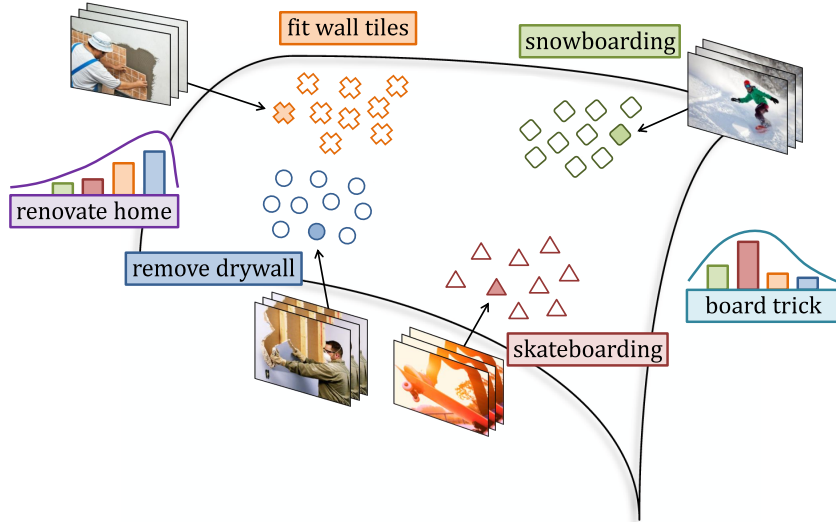 fit wall tiles
snowboarding
renovate home
remove drywall
board trick
skateboarding